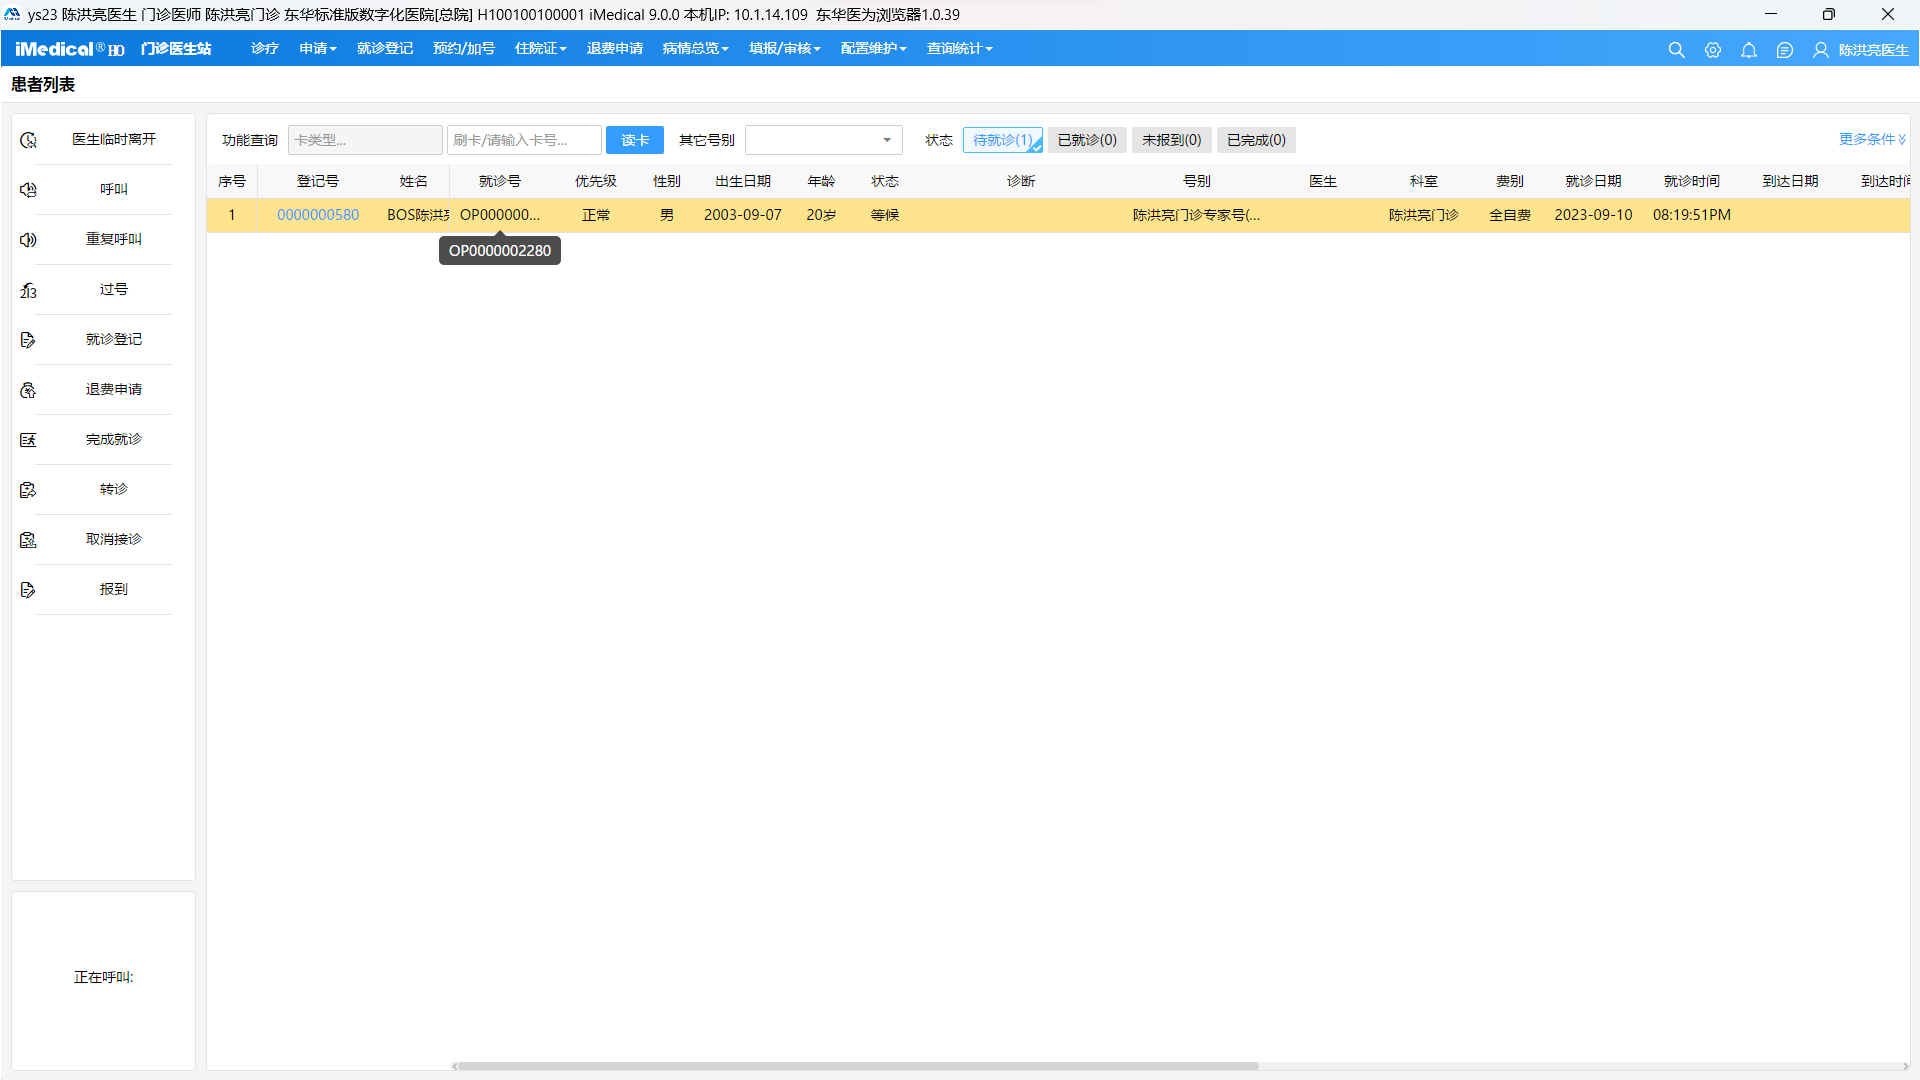 ys23 陈洪亮医生 门诊医师 陈洪亮门诊 东华标准版数字化医院[总院] H100100100001 iMedical 9.0.0 本机IP: 10.1.14.109 东华医为浏览器1.0.39
iMedical® HO 门诊医生站 诊疗 申请 就诊登记 预约/加号 住院证 退费申请 病情总览 填报/审核 配置维护 查询统计 陈洪亮医生
患者列表
医生临时离开
呼叫
重复呼叫
过号
就诊登记
退费申请
完成就诊
转诊
取消接诊
报到
正在呼叫:
功能查询 卡类型... 刷卡/请输入卡号... 读卡 其它号别 状态 待就诊(1) 已就诊(0) 未报到(0) 已完成(0) 更多条件
序号 登记号 姓名 就诊号 优先级 性别 出生日期 年龄 状态 诊断 号别 医生 科室 费别 就诊日期 就诊时间 到达日期 到达时间
1 0000000580 BOS陈洪 OP000000... 正常 男 2003-09-07 20岁 等候 陈洪亮门诊专家号(... 陈洪亮门诊 全自费 2023-09-10 08:19:51PM
OP0000002280